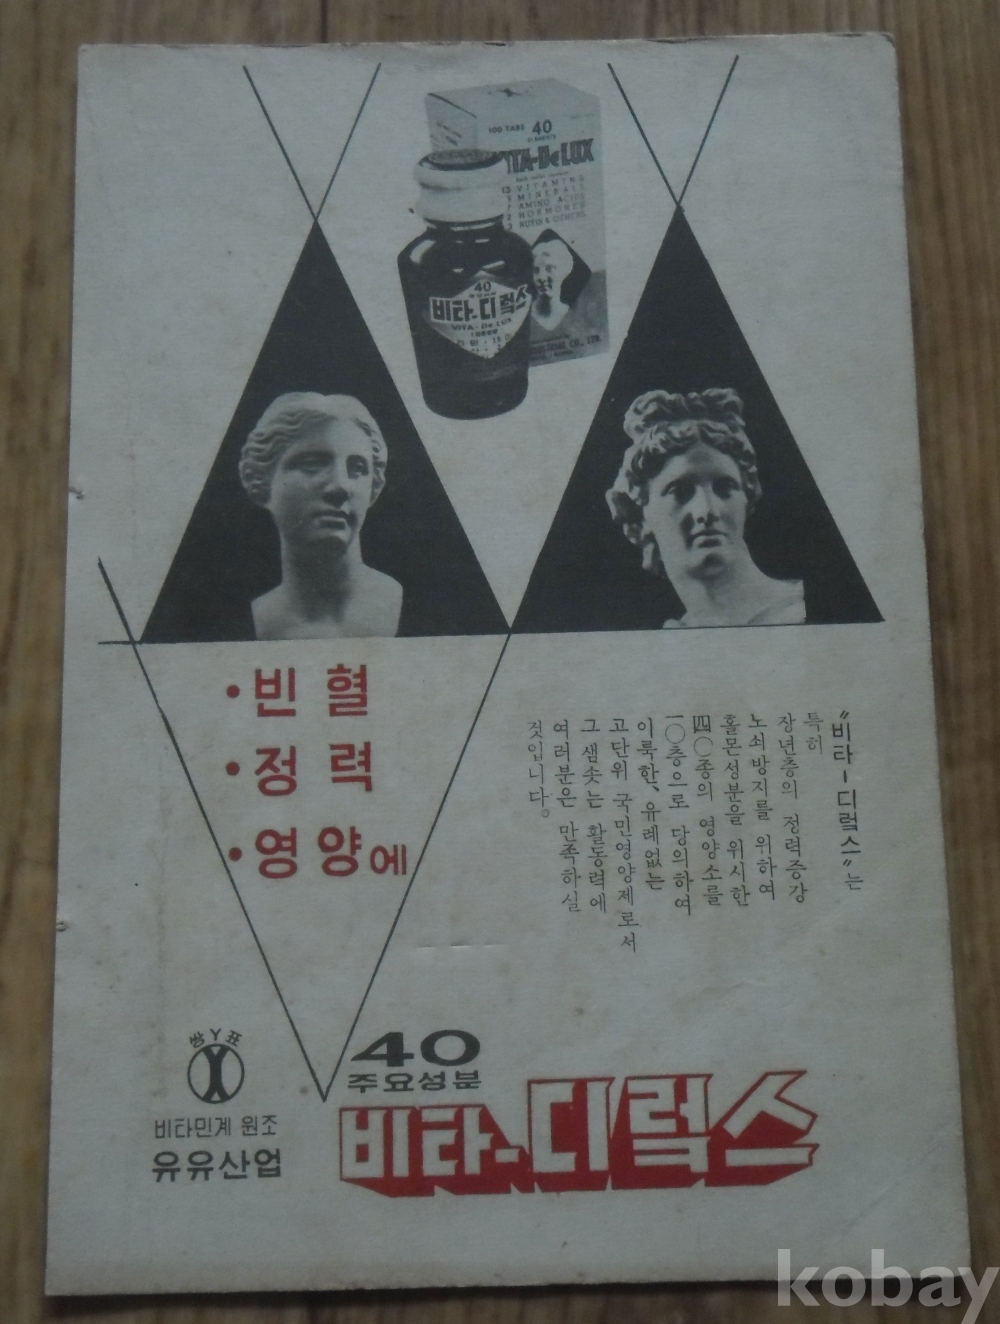 100 TABS 40
VITA-DeLUX
VITAMINS
MINERALS
AMINO ACIDS
HORMONES
& OTHERS
CO., LTD.
40
비타-디럭스
VITA-De LUX
•빈혈
•정력
•영양에
〝비타-디럭스〟는
특히
장년층의 정력증강
노쇠방지를 위하여
홀몬성분을 위시한
四〇종의 영양소를
一〇층으로 당의하여
이룩한, 유례없는
고단위 국민영양제로서
그 샘솟는 활동력에
여러분은 만족하실
것입니다。
쌍Y표
비타민계 원조
유유산업
40
주요성분
비타-디럭스
kobay